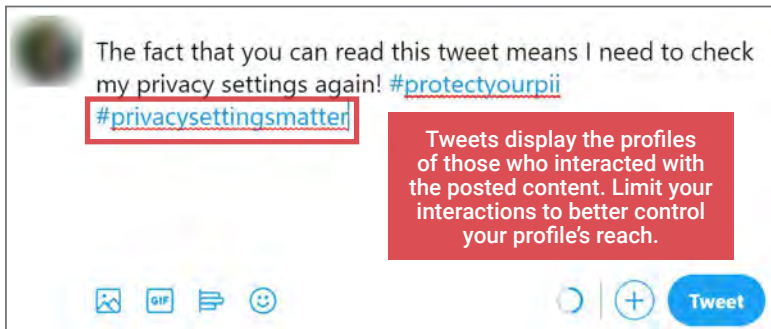 The fact that you can read this tweet means I need to check
my privacy settings again! #protectyourpii
#privacysettingsmatter
Tweets display the profiles
of those who interacted with
the posted content. Limit your
interactions to better control
your profile's reach.
GIF
Tweet